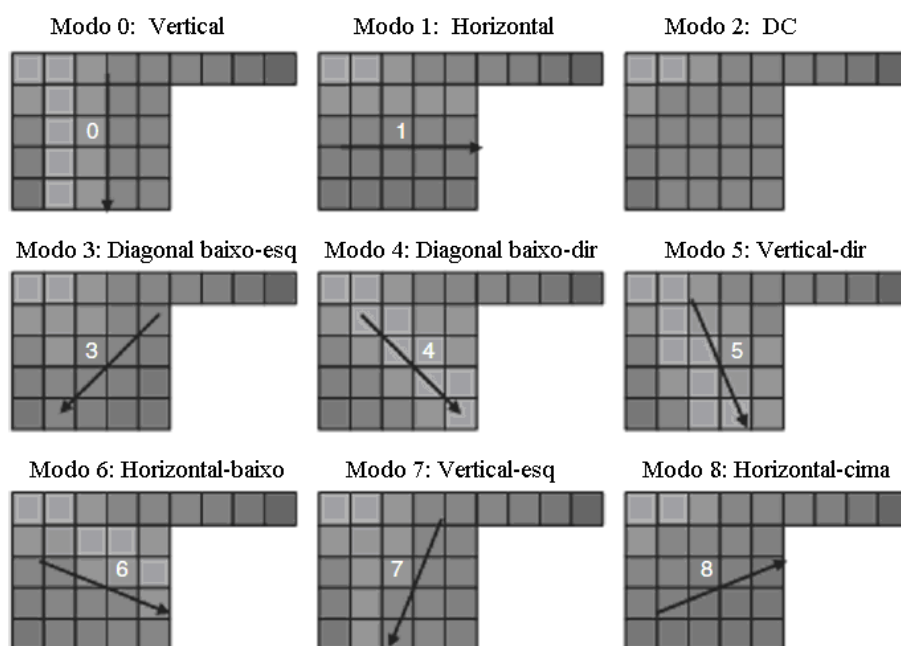 Modo 0: Vertical
Modo 1: Horizontal
Modo 2: DC
0
1
Modo 3: Diagonal baixo-esq
Modo 4: Diagonal baixo-dir
Modo 5: Vertical-dir
3
4
5
Modo 6: Horizontal-baixo
Modo 7: Vertical-esq
Modo 8: Horizontal-cima
6
7
8